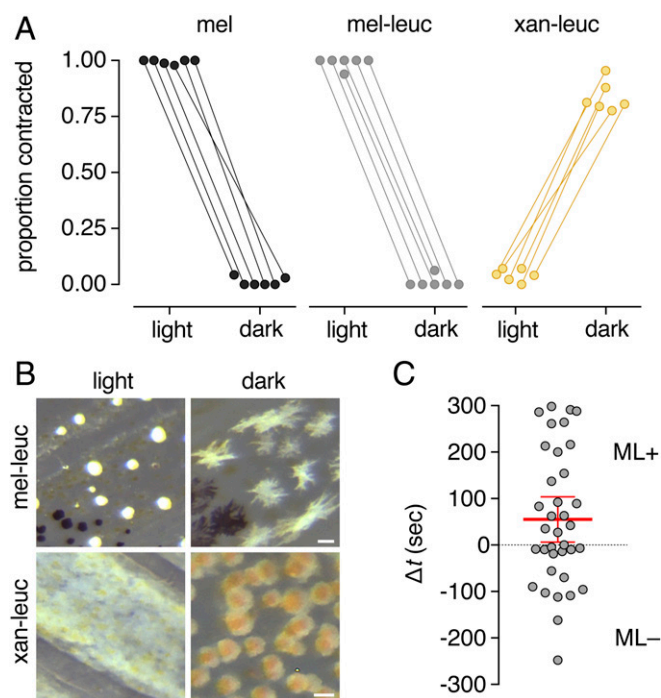 A
mel
mel-leuc
xan-leuc
proportion contracted
1.00
0.75
0.50
0.25
0.00
light
dark
light
dark
light
dark
B
light
dark
mel-leuc
xan-leuc
C
Δt (sec)
300
200
100
0
-100
-200
-300
ML+
ML–